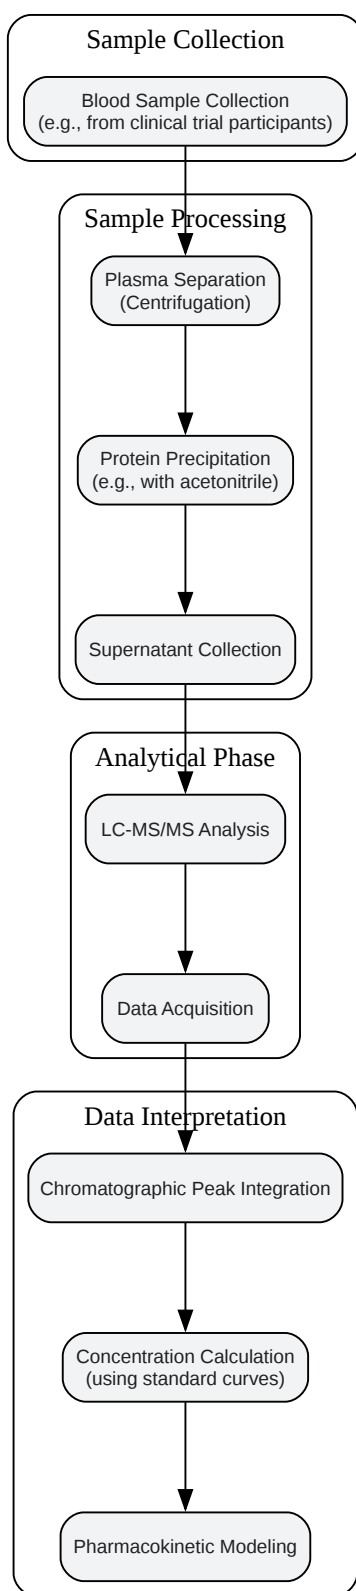 Sample Collection
Blood Sample Collection
(e.g., from clinical trial participants)
Sample Processing
Plasma Separation
(Centrifugation)
Protein Precipitation
(e.g., with acetonitrile)
Supernatant Collection
Analytical Phase
LC-MS/MS Analysis
Data Acquisition
Data Interpretation
Chromatographic Peak Integration
Concentration Calculation
(using standard curves)
Pharmacokinetic Modeling